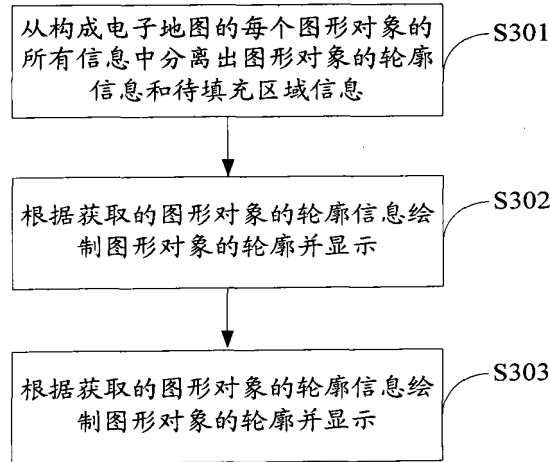 从构成电子地图的每个图形对象的
所有信息中分离出图形对象的轮廓
信息和待填充区域信息
S301
根据获取的图形对象的轮廓信息绘
制图形对象的轮廓并显示
S302
根据获取的图形对象的轮廓信息绘
制图形对象的轮廓并显示
S303